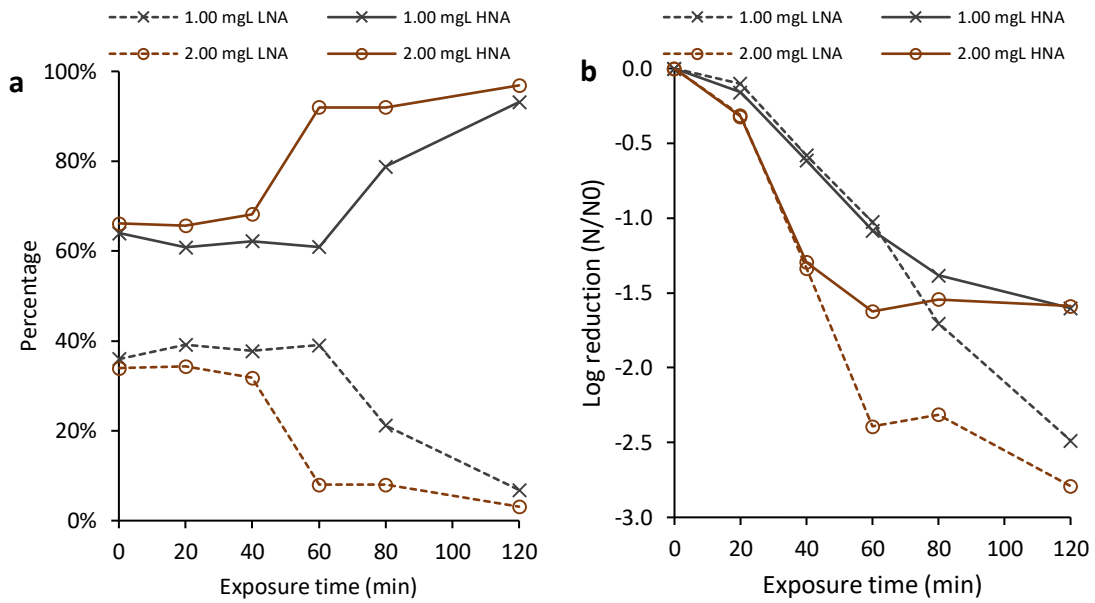 1.00 mgL LNA
1.00 mgL HNA
2.00 mgL LNA
2.00 mgL HNA
a
100%
80%
60%
40%
20%
0%
Percentage
0 20 40 60 80 100 120
Exposure time (min)
1.00 mgL LNA
1.00 mgL HNA
2.00 mgL LNA
2.00 mgL HNA
b
0.0
-0.5
-1.0
-1.5
-2.0
-2.5
-3.0
Log reduction (N/N0)
0 20 40 60 80 100 120
Exposure time (min)